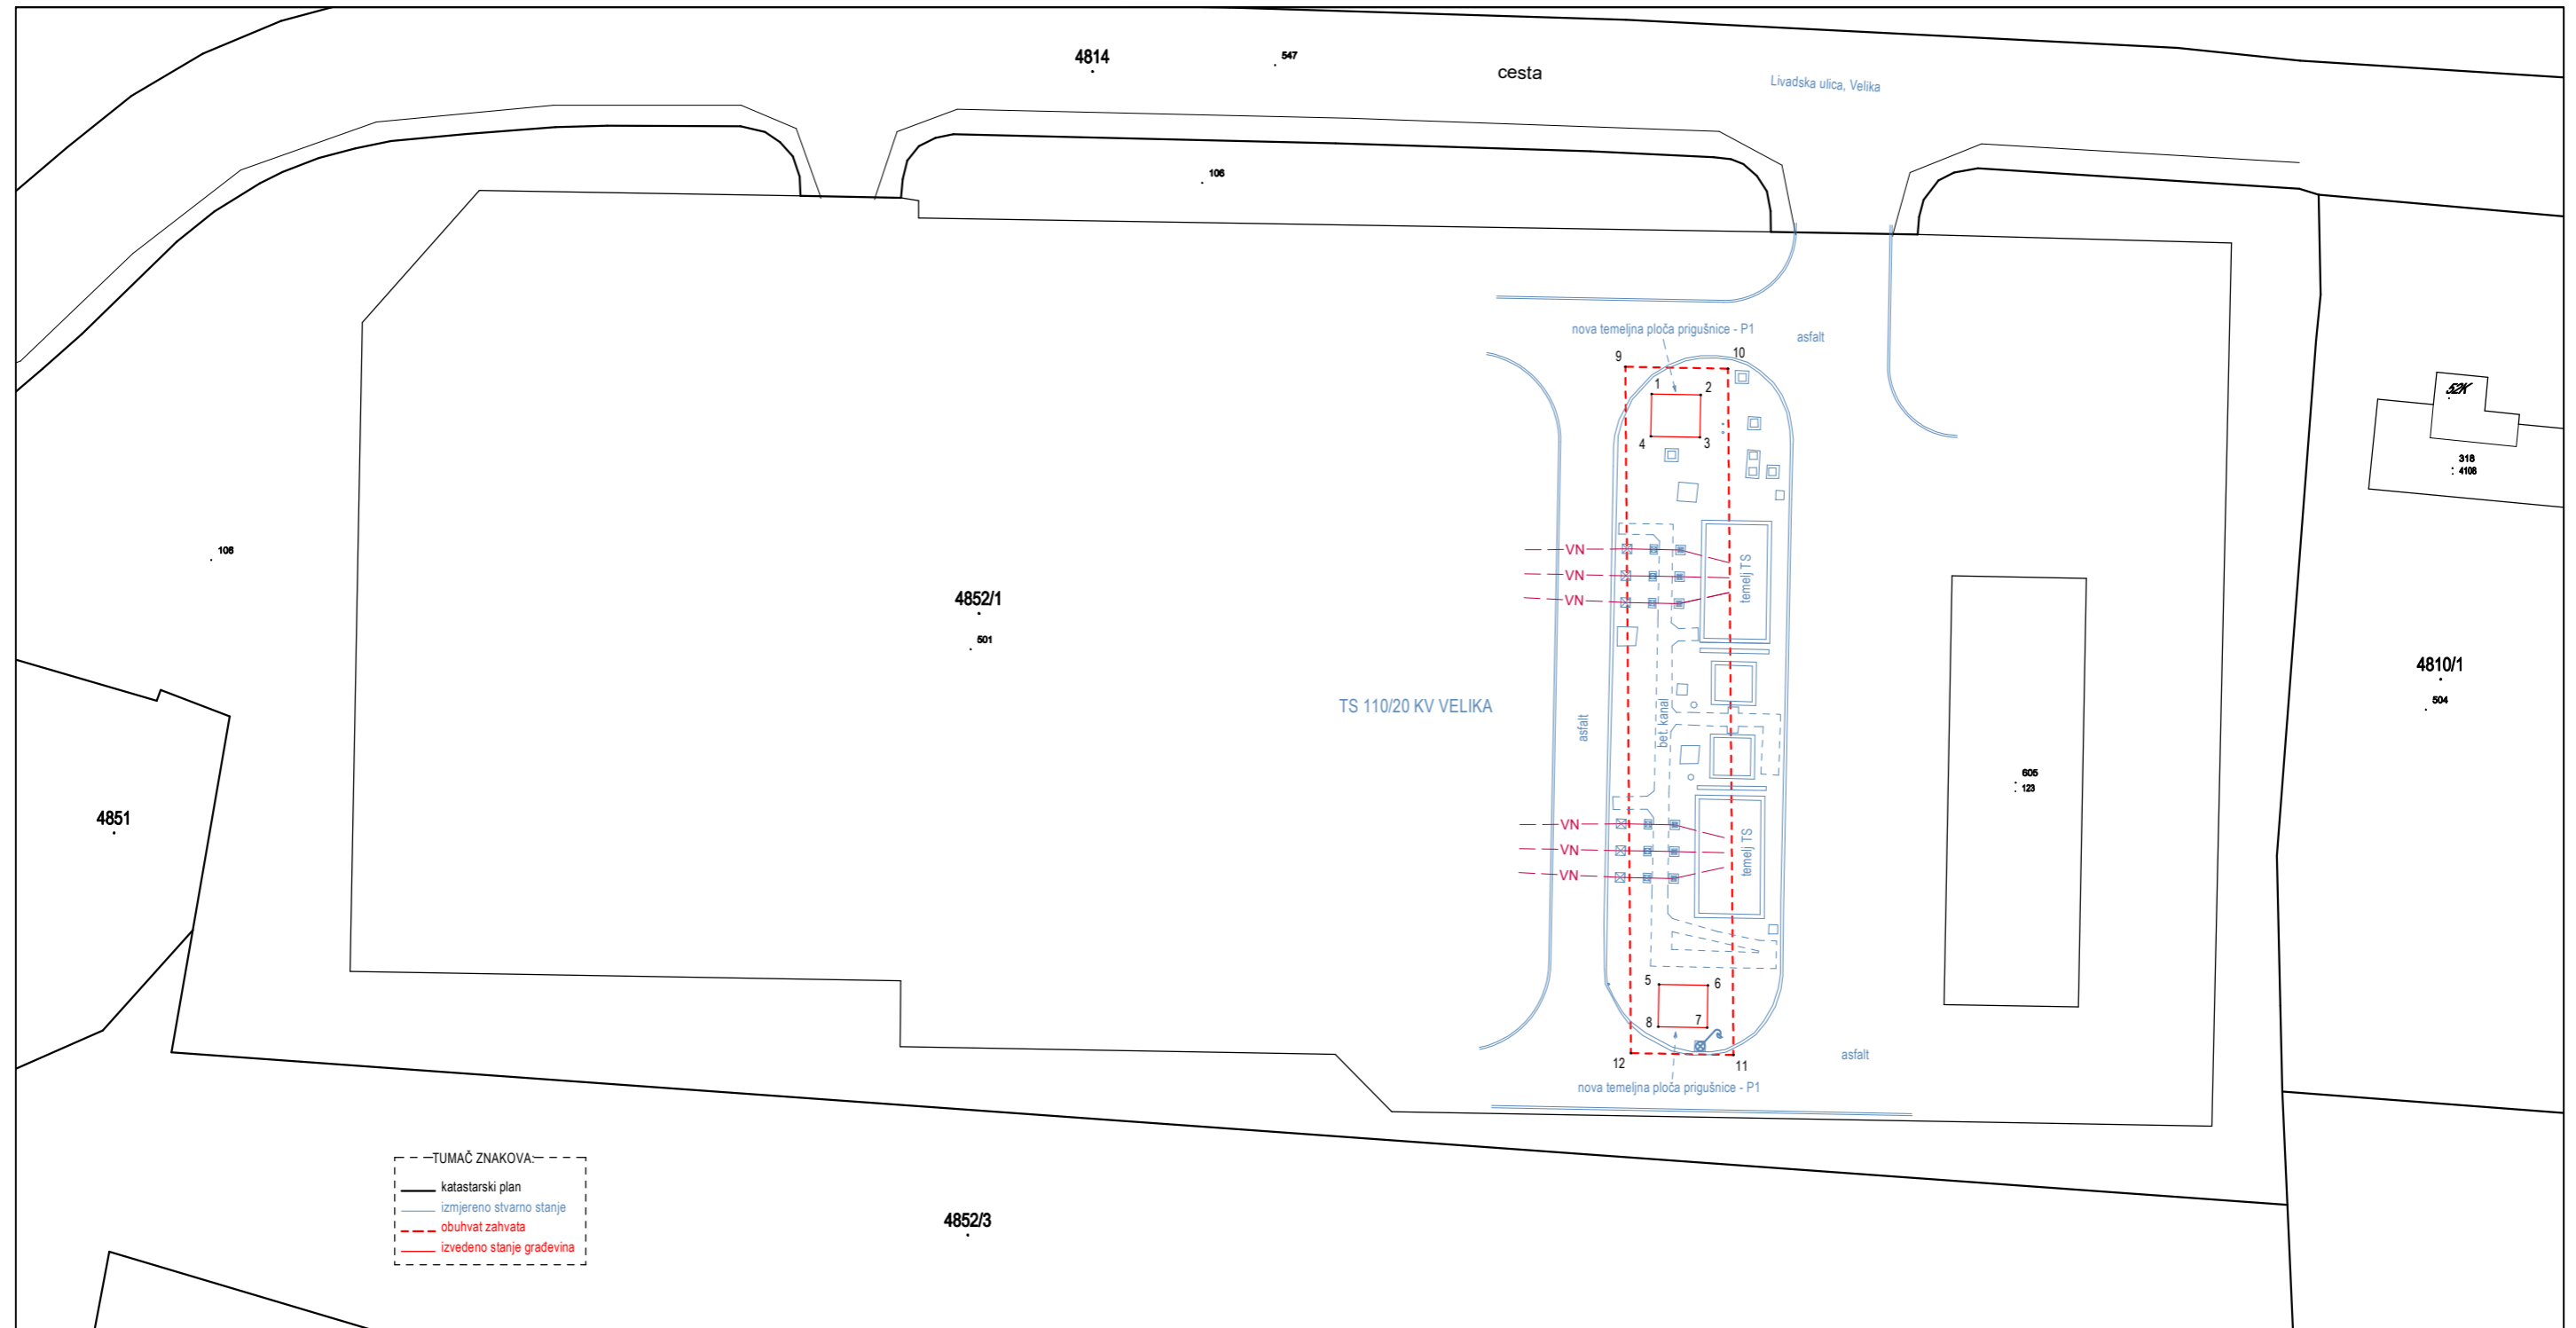 4814
547
cesta
Livadska ulica, Velika
106
nova temeljna ploča prigušnice - P1
asfalt
9
10
1
2
4
3
52K
318
4108
106
VN
VN
VN
temelj TS
4852/1
501
4810/1
504
TS 110/20 KV VELIKA
asfalt
bet. kanal
605
123
4851
VN
VN
VN
temelj TS
5
6
8
7
12
11
asfalt
nova temeljna ploča prigušnice - P1
TUMAČ ZNAKOVA:
katastarski plan
izmjereno stvarno stanje
obuhvat zahvata
izvedeno stanje građevina
4852/3